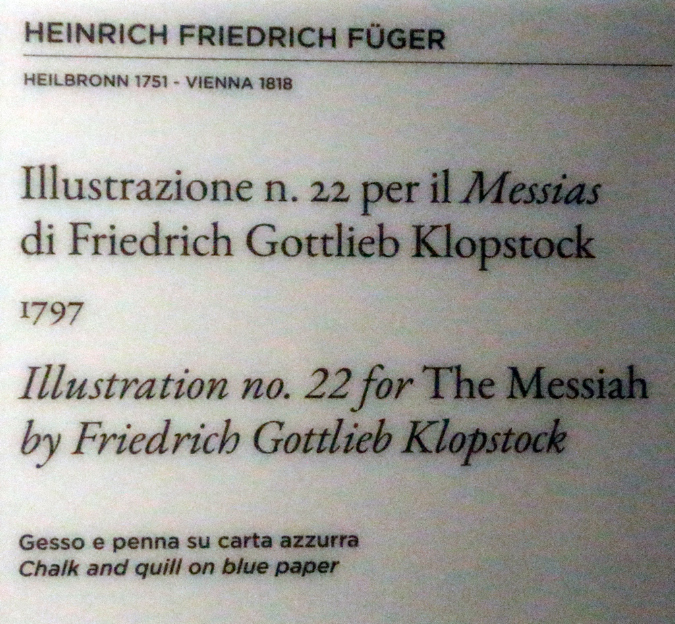 HEINRICH FRIEDRICH FÜGER
HEILBRONN 1751 - VIENNA 1818
Illustrazione n. 22 per il Messias
di Friedrich Gottlieb Klopstock
1797
Illustration no. 22 for The Messiah
by Friedrich Gottlieb Klopstock
Gesso e penna su carta azzurra
Chalk and quill on blue paper